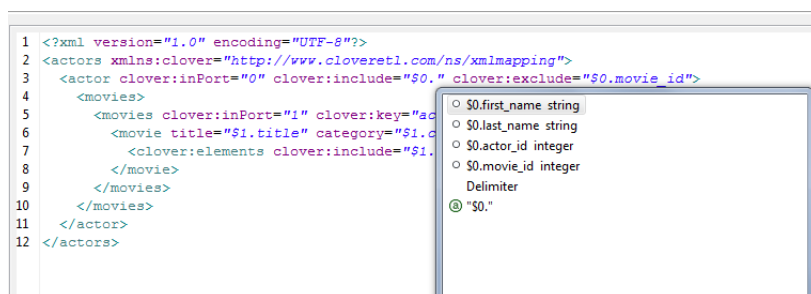 1 <?xml version="1.0" encoding="UTF-8"?>
2 <actors xmlns:clover="http://www.cloveretl.com/ns/xmlmapping">
3 <actor clover:inPort="0" clover:include="$0." clover:exclude="$0.movie_id">
4 <movies>
5 <movies clover:inPort="1" clover:key="ac
6 <movie title="$1.title" category="$1.c
7 <clover:elements clover:include="$1.
8 </movie>
9 </movies>
10 </movies>
11 </actor>
12 </actors>
$0.first_name string
$0.last_name string
$0.actor_id integer
$0.movie_id integer
Delimiter
a "$0."